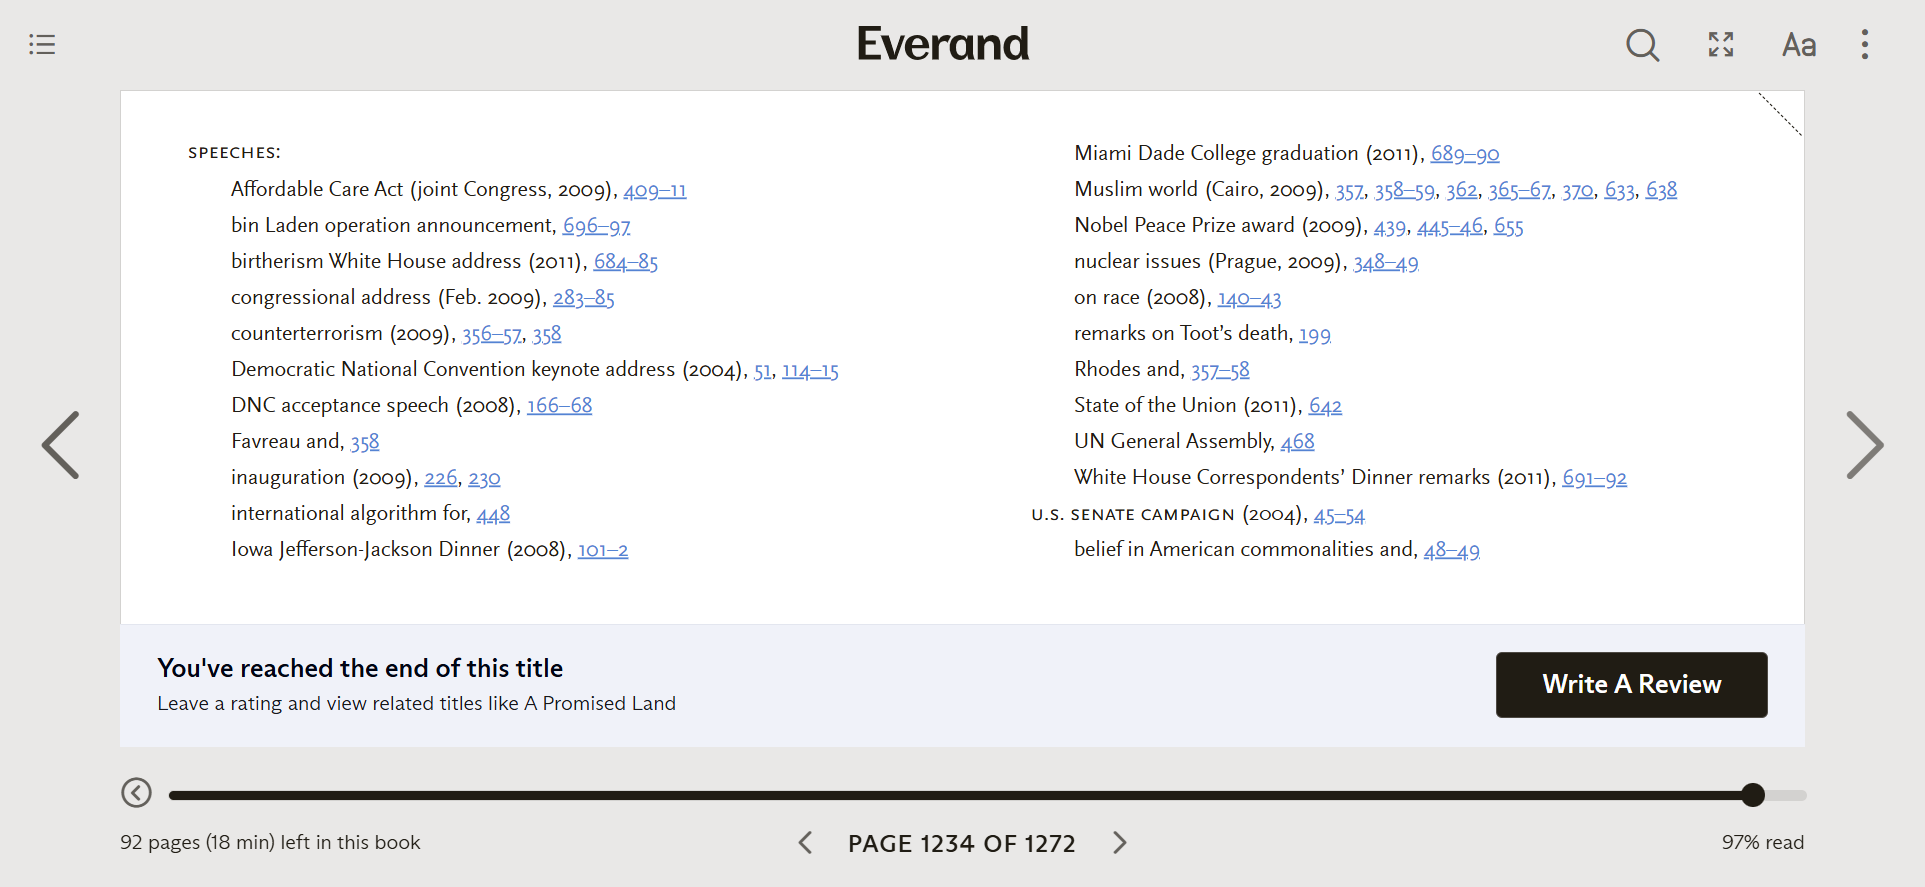 Everand
Aa
SPEECHES:
Affordable Care Act (joint Congress, 2009), 409–11
bin Laden operation announcement, 696–97
birtherism White House address (2011), 684–85
congressional address (Feb. 2009), 283–85
counterterrorism (2009), 356–57, 358
Democratic National Convention keynote address (2004), 51, 114–15
DNC acceptance speech (2008), 166–68
Favreau and, 358
inauguration (2009), 226, 230
international algorithm for, 448
Iowa Jefferson-Jackson Dinner (2008), 101–2
Miami Dade College graduation (2011), 689–90
Muslim world (Cairo, 2009), 357, 358–59, 362, 365–67, 370, 633, 638
Nobel Peace Prize award (2009), 439, 445–46, 655
nuclear issues (Prague, 2009), 348–49
on race (2008), 140–43
remarks on Toot’s death, 199
Rhodes and, 357–58
State of the Union (2011), 642
UN General Assembly, 468
White House Correspondents’ Dinner remarks (2011), 691–92
U.S. SENATE CAMPAIGN (2004), 45–54
belief in American commonalities and, 48–49
You've reached the end of this title
Leave a rating and view related titles like A Promised Land
Write A Review
92 pages (18 min) left in this book
PAGE 1234 OF 1272
97% read